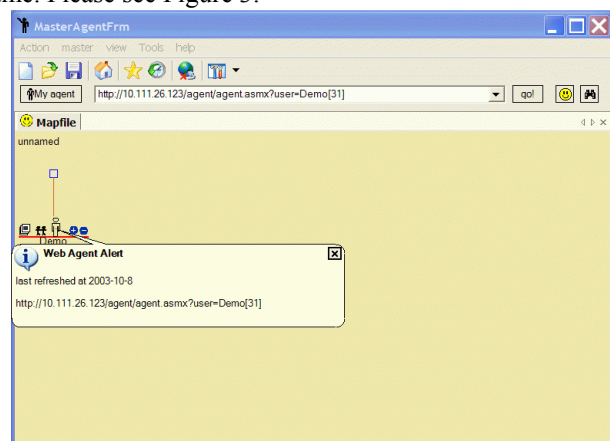 me. Please see Figure 3.
MasterAgentFrm
Action master view Tools help
My agent http://10.111.26.123/agent/agent.asmx?user=Demo[31] go!
Mapfile
unnamed
Demo
Web Agent Alert
last refreshed at 2003-10-8
http://10.111.26.123/agent/agent.asmx?user=Demo[31]